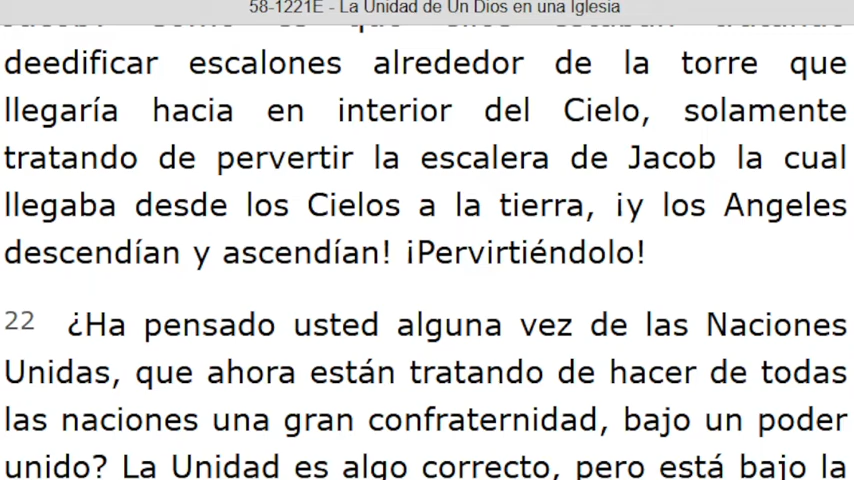 58-1221E - La Unidad de Un Dios en una Iglesia
deedificar escalones alrededor de la torre que
llegaría hacia en interior del Cielo, solamente
tratando de pervertir la escalera de Jacob la cual
llegaba desde los Cielos a la tierra, ¡y los Angeles
descendían y ascendían! ¡Pervirtiéndolo!
22 ¿Ha pensado usted alguna vez de las Naciones
Unidas, que ahora están tratando de hacer de todas
las naciones una gran confraternidad, bajo un poder
unido? La Unidad es algo correcto, pero está bajo la